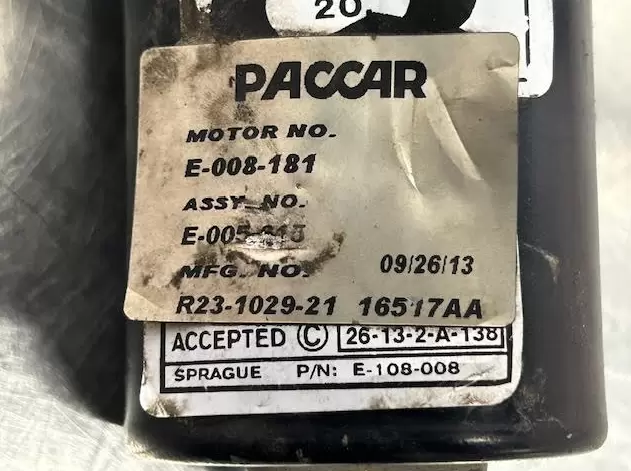 20
PACCAR
MOTOR NO.
E-008-181
ASSY. NO.
MFG. NO. 09/26/13
R23-1029-21 16517AA
ACCEPTED © 26-13-2-A-138
SPRAGUE P/N: E-108-008